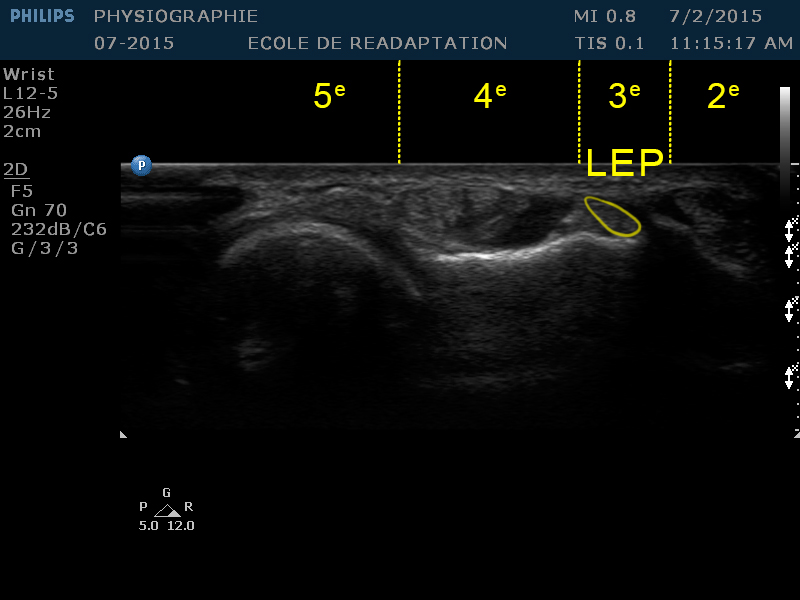 PHILIPS PHYSIOGRAPHIE MI 0.8 7/2/2015
07-2015 ECOLE DE READAPTATION TIS 0.1 11:15:17 AM
Wrist
L12-5
26Hz
2cm
5e 4e 3e 2e
LEP
P
2D
F5
Gn 70
232dB/C6
G/3/3
G
P R
5.0 12.0